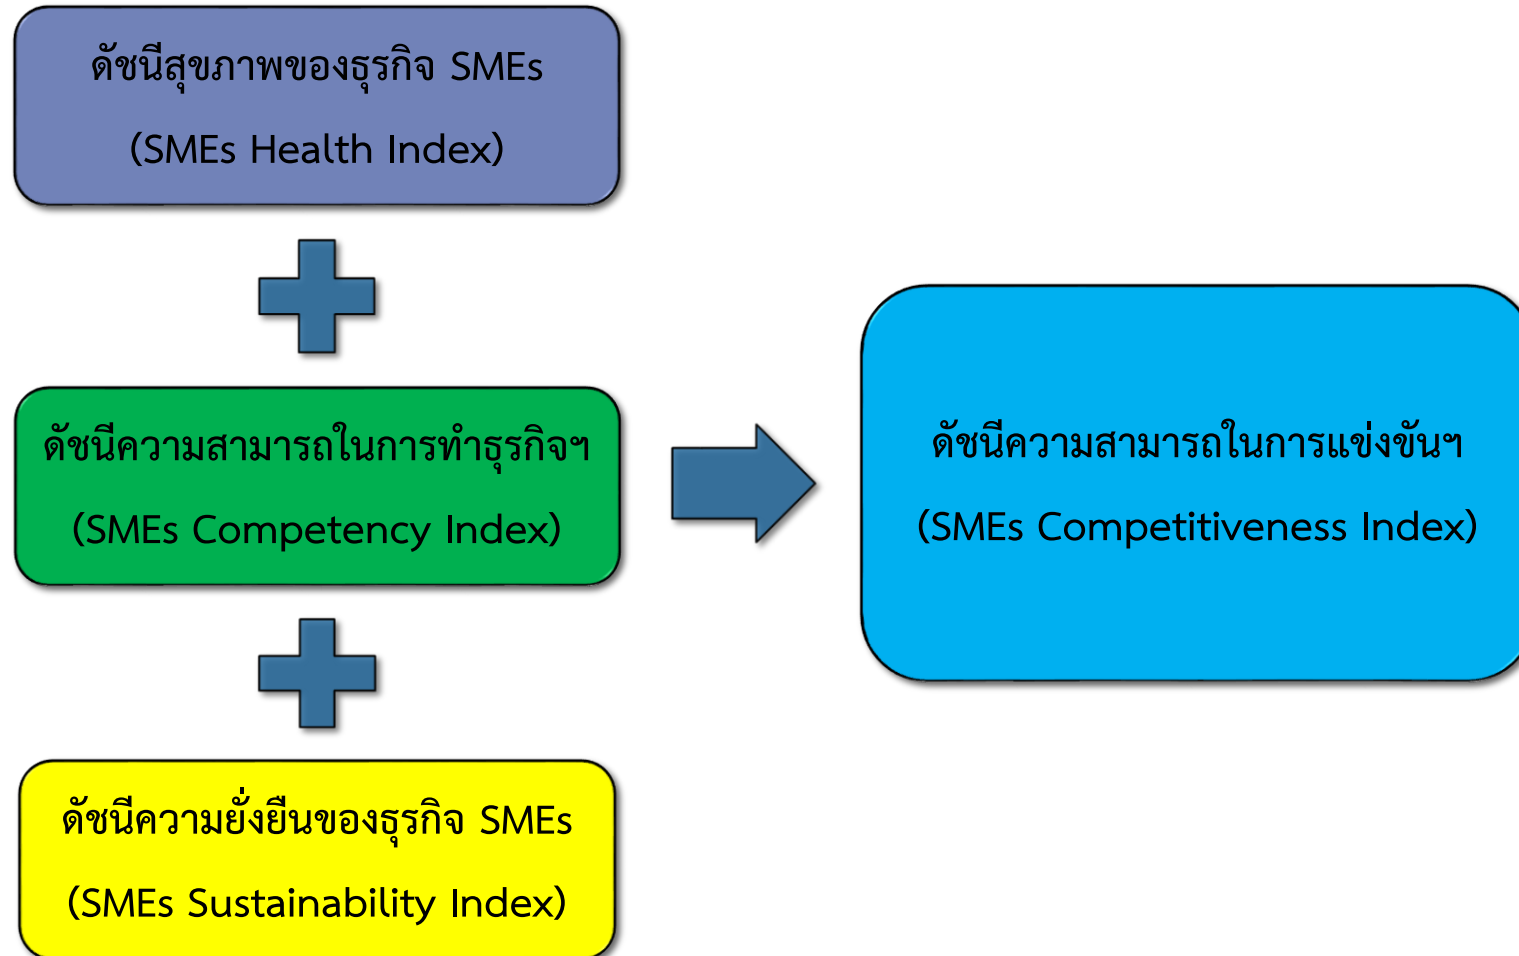 ดัชนีสุขภาพของธุรกิจ SMEs
(SMEs Health Index)
ดัชนีความสามารถในการทำธุรกิจฯ
(SMEs Competency Index)
ดัชนีความยั่งยืนของธุรกิจ SMEs
(SMEs Sustainability Index)
ดัชนีความสามารถในการแข่งขันฯ
(SMEs Competitiveness Index)